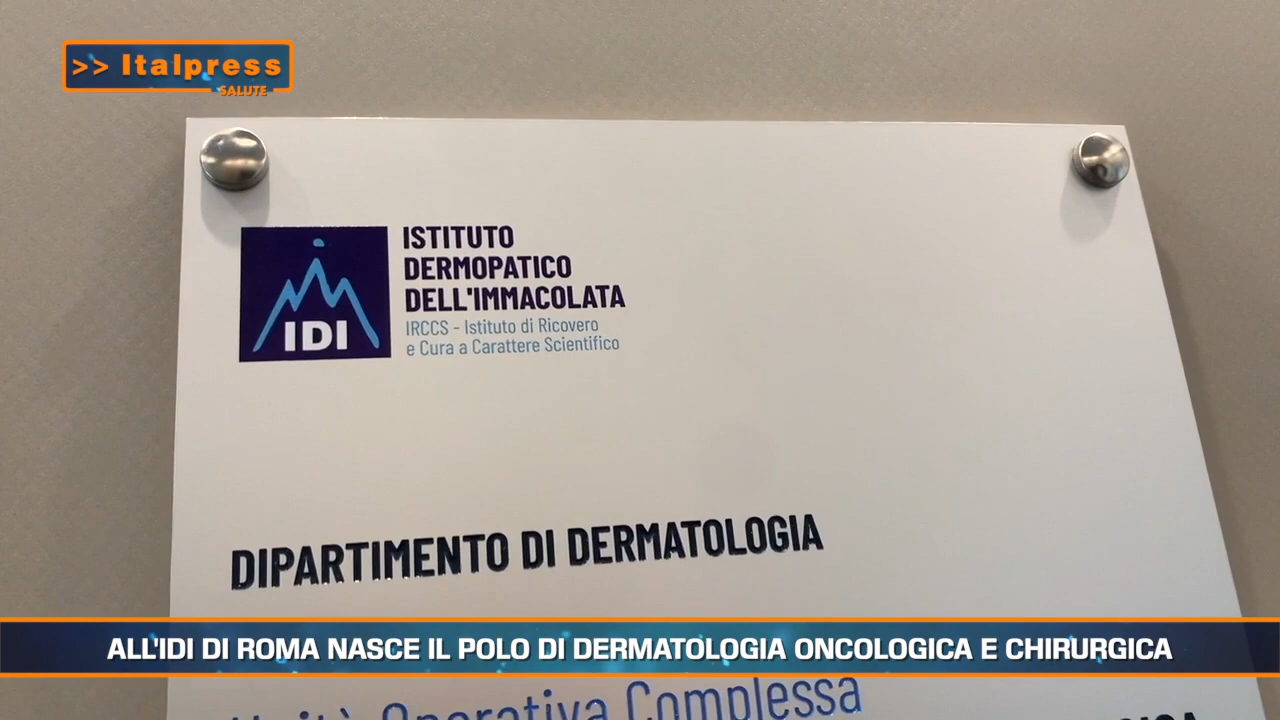 >> Italpress
SALUTE
ISTITUTO
DERMOPATICO
DELL'IMMACOLATA
IDI
IRCCS - Istituto di Ricovero
e Cura a Carattere Scientifico
DIPARTIMENTO DI DERMATOLOGIA
ALL'IDI DI ROMA NASCE IL POLO DI DERMATOLOGIA ONCOLOGICA E CHIRURGICA
Unità Operativa Complessa